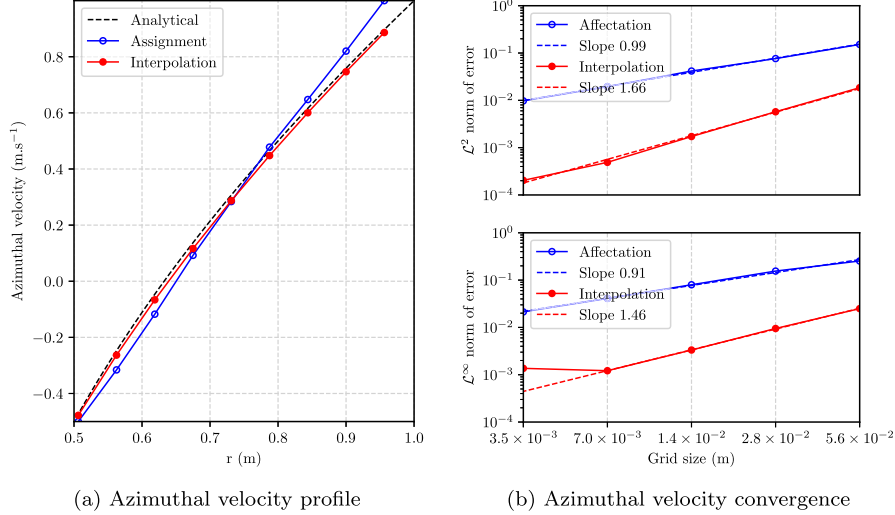 Analytical
Assignment
Interpolation
0.8
0.6
0.4
0.2
0.0
−0.2
−0.4
Azimuthal velocity (m.s⁻¹)
0.5 0.6 0.7 0.8 0.9 1.0
r (m)
(a) Azimuthal velocity profile
Affectation
Slope 0.99
Interpolation
Slope 1.66
10⁰
10⁻¹
10⁻²
10⁻³
10⁻⁴
ℒ² norm of error
Affectation
Slope 0.91
Interpolation
Slope 1.46
10⁰
10⁻¹
10⁻²
10⁻³
10⁻⁴
ℒ∞ norm of error
3.5 × 10⁻³ 7.0 × 10⁻³ 1.4 × 10⁻² 2.8 × 10⁻² 5.6 × 10⁻²
Grid size (m)
(b) Azimuthal velocity convergence